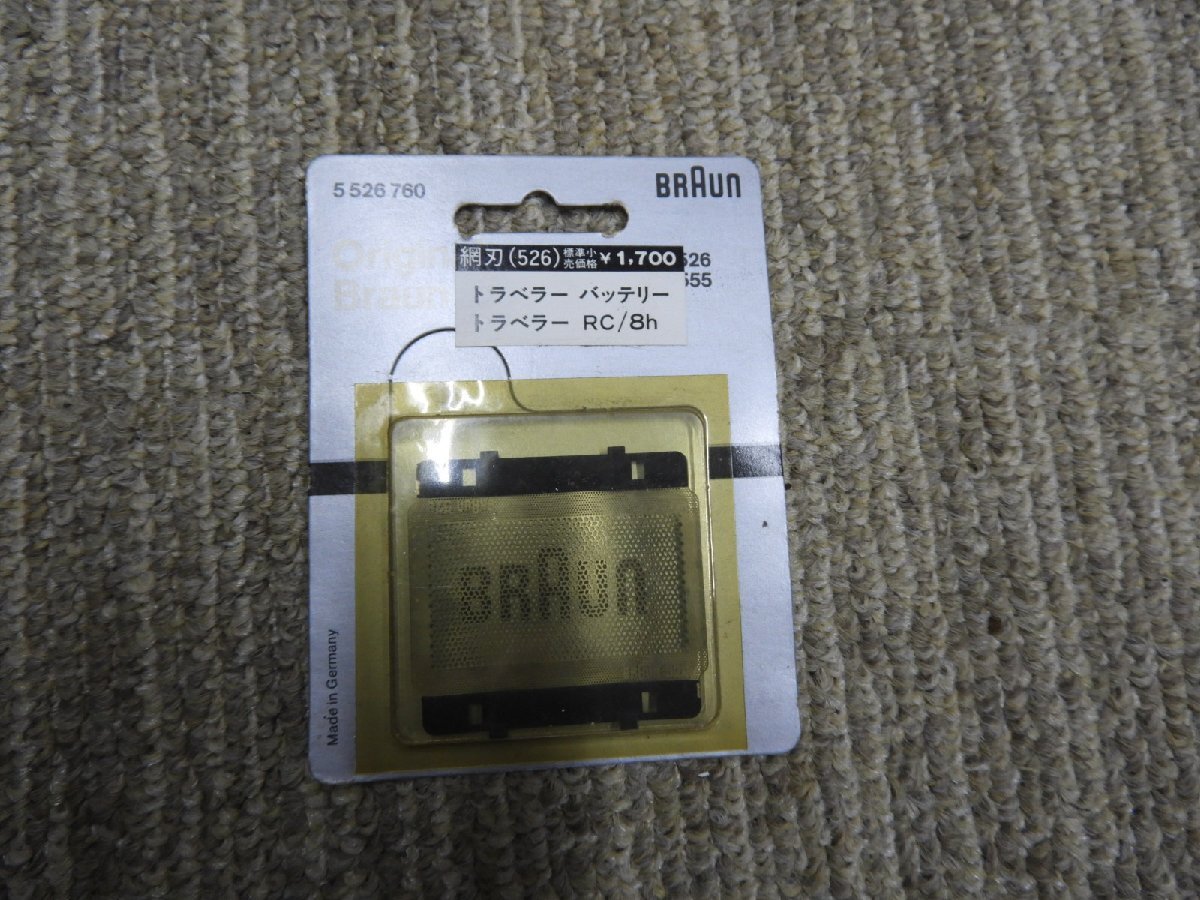 5 526 760
BRAUN
網刃(526)標準小売価格¥1,700
トラベラー バッテリー
トラベラー RC/8h
526
555
Braun
BRAUN
Made in Germany